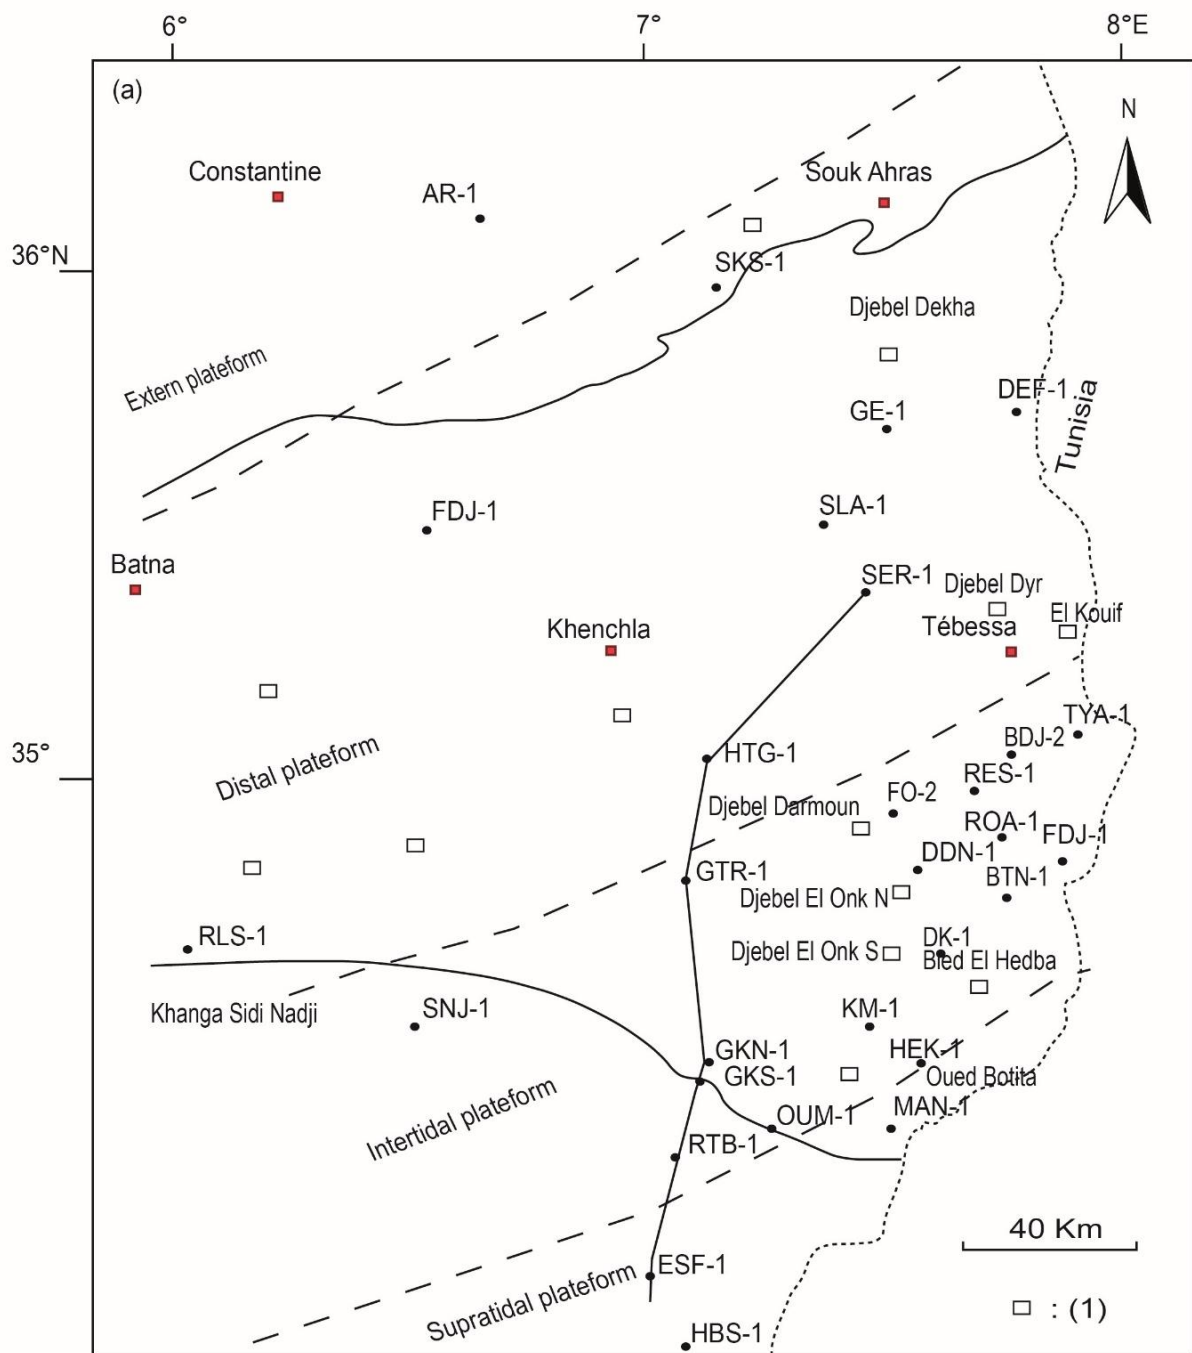 6°
7°
8°E
(a)
N
Constantine
AR-1
Souk Ahras
36°N
SKS-1
Djebel Dekha
Extern plateform
DEF-1
GE-1
Tunisia
FDJ-1
SLA-1
Batna
SER-1
Djebel Dyr
El Kouif
Khenchla
Tébessa
TYA-1
BDJ-2
35°
HTG-1
Distal plateform
RES-1
FO-2
Djebel Darmoun
ROA-1
FDJ-1
DDN-1
GTR-1
BTN-1
Djebel El Onk N
RLS-1
DK-1
Djebel El Onk S
Bled El Hedba
Khanga Sidi Nadji
SNJ-1
KM-1
GKN-1
HEK-1
GKS-1
Oued Botita
Intertidal plateform
OUM-1
MAN-1
RTB-1
40 Km
ESF-1
Supratidal plateform
: (1)
HBS-1